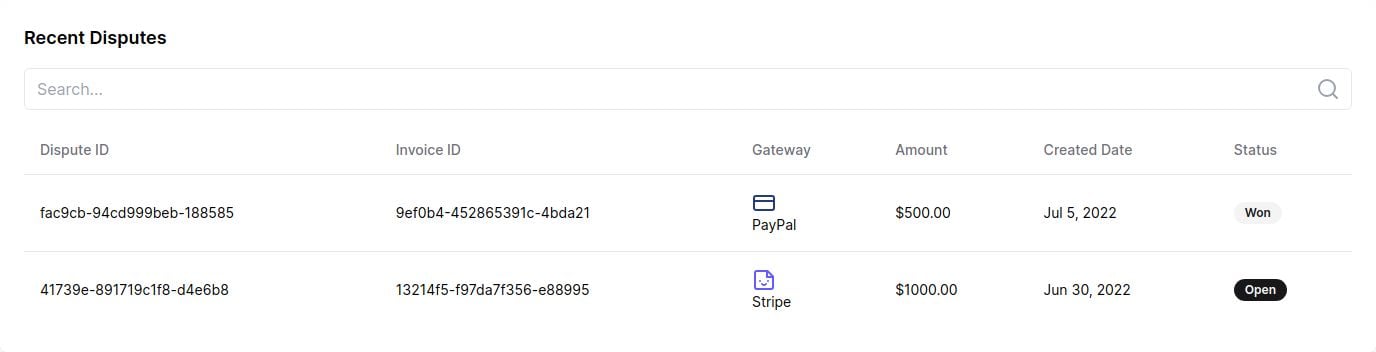 Recent Disputes
Search...
Dispute ID Invoice ID Gateway Amount Created Date Status
fac9cb-94cd999beb-188585 9ef0b4-452865391c-4bda21 PayPal $500.00 Jul 5, 2022 Won
41739e-891719c1f8-d4e6b8 13214f5-f97da7f356-e88995 Stripe $1000.00 Jun 30, 2022 Open